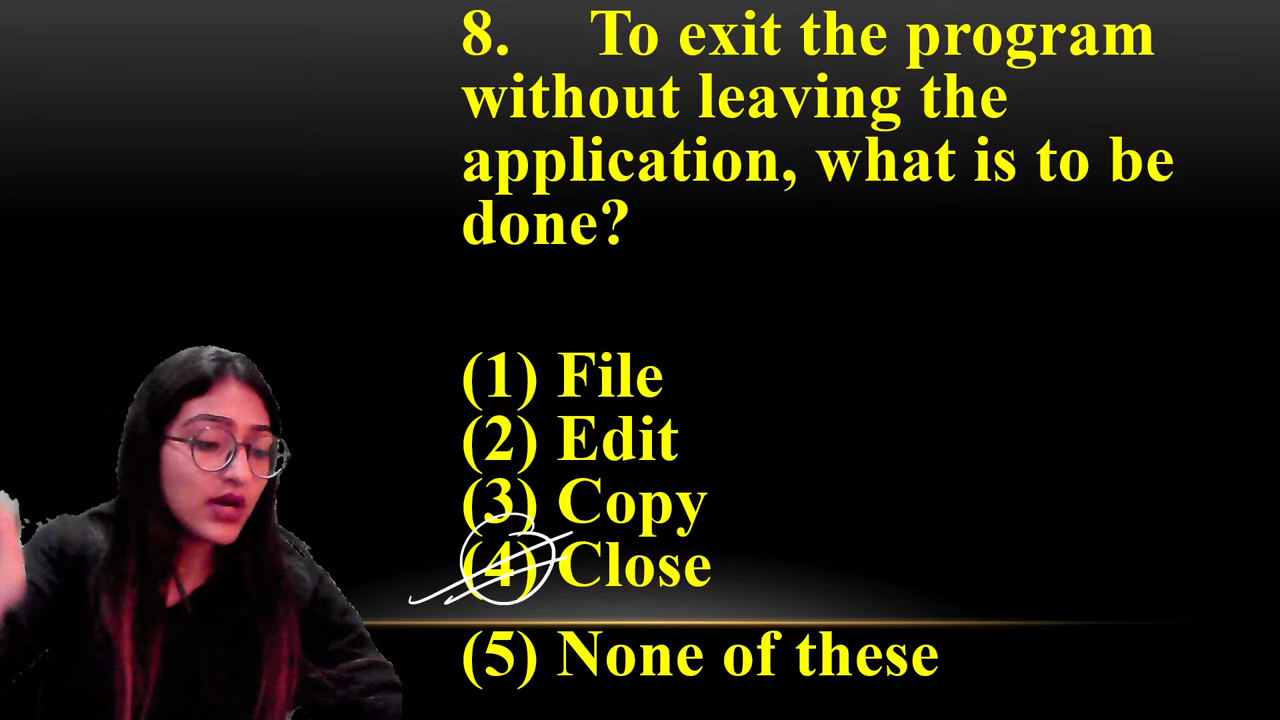 8. To exit the program
without leaving the
application, what is to be
done?
(1) File
(2) Edit
(3) Copy
(4) Close
(5) None of these